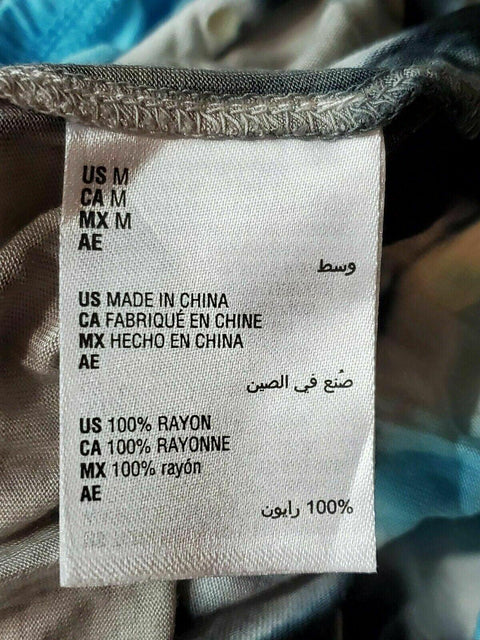 US M
CA M
MX M
AE
وسط
US MADE IN CHINA
CA FABRIQUÉ EN CHINE
MX HECHO EN CHINA
AE
صُنع في الصين
US 100% RAYON
CA 100% RAYONNE
MX 100% rayón
AE
100% رايون